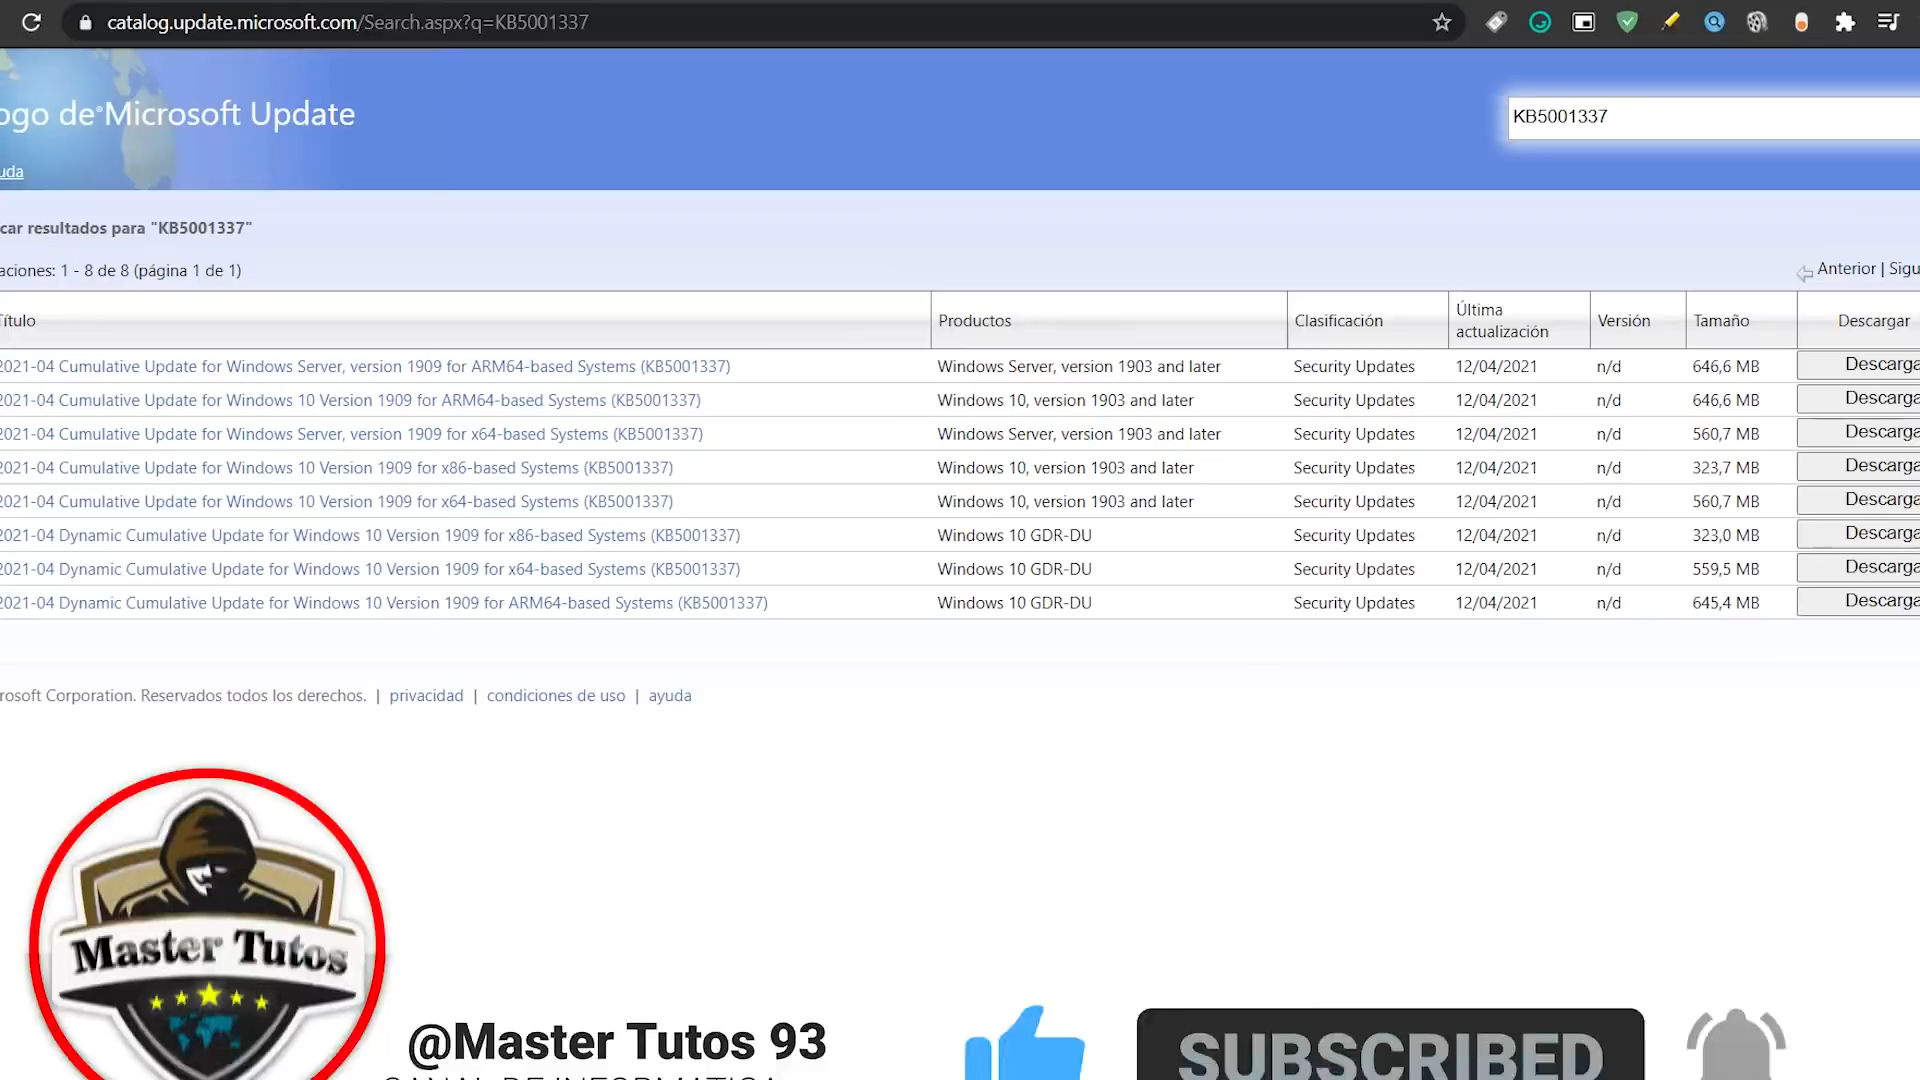 catalog.update.microsoft.com/Search.aspx?q=KB5001337
ogo de Microsoft Update
KB5001337
uda
car resultados para "KB5001337"
aciones: 1 - 8 de 8 (página 1 de 1)
Anterior | Sigu
Título Productos Clasificación Última actualización Versión Tamaño Descargar
2021-04 Cumulative Update for Windows Server, version 1909 for ARM64-based Systems (KB5001337) Windows Server, version 1903 and later Security Updates 12/04/2021 n/d 646,6 MB Descarga
2021-04 Cumulative Update for Windows 10 Version 1909 for ARM64-based Systems (KB5001337) Windows 10, version 1903 and later Security Updates 12/04/2021 n/d 646,6 MB Descarga
2021-04 Cumulative Update for Windows Server, version 1909 for x64-based Systems (KB5001337) Windows Server, version 1903 and later Security Updates 12/04/2021 n/d 560,7 MB Descarga
2021-04 Cumulative Update for Windows 10 Version 1909 for x86-based Systems (KB5001337) Windows 10, version 1903 and later Security Updates 12/04/2021 n/d 323,7 MB Descarga
2021-04 Cumulative Update for Windows 10 Version 1909 for x64-based Systems (KB5001337) Windows 10, version 1903 and later Security Updates 12/04/2021 n/d 560,7 MB Descarga
2021-04 Dynamic Cumulative Update for Windows 10 Version 1909 for x86-based Systems (KB5001337) Windows 10 GDR-DU Security Updates 12/04/2021 n/d 323,0 MB Descarga
2021-04 Dynamic Cumulative Update for Windows 10 Version 1909 for x64-based Systems (KB5001337) Windows 10 GDR-DU Security Updates 12/04/2021 n/d 559,5 MB Descarga
2021-04 Dynamic Cumulative Update for Windows 10 Version 1909 for ARM64-based Systems (KB5001337) Windows 10 GDR-DU Security Updates 12/04/2021 n/d 645,4 MB Descarga
rosoft Corporation. Reservados todos los derechos. | privacidad | condiciones de uso | ayuda
Master Tutos
@Master Tutos 93
CANAL DE INFORMATICA
SUBSCRIBED